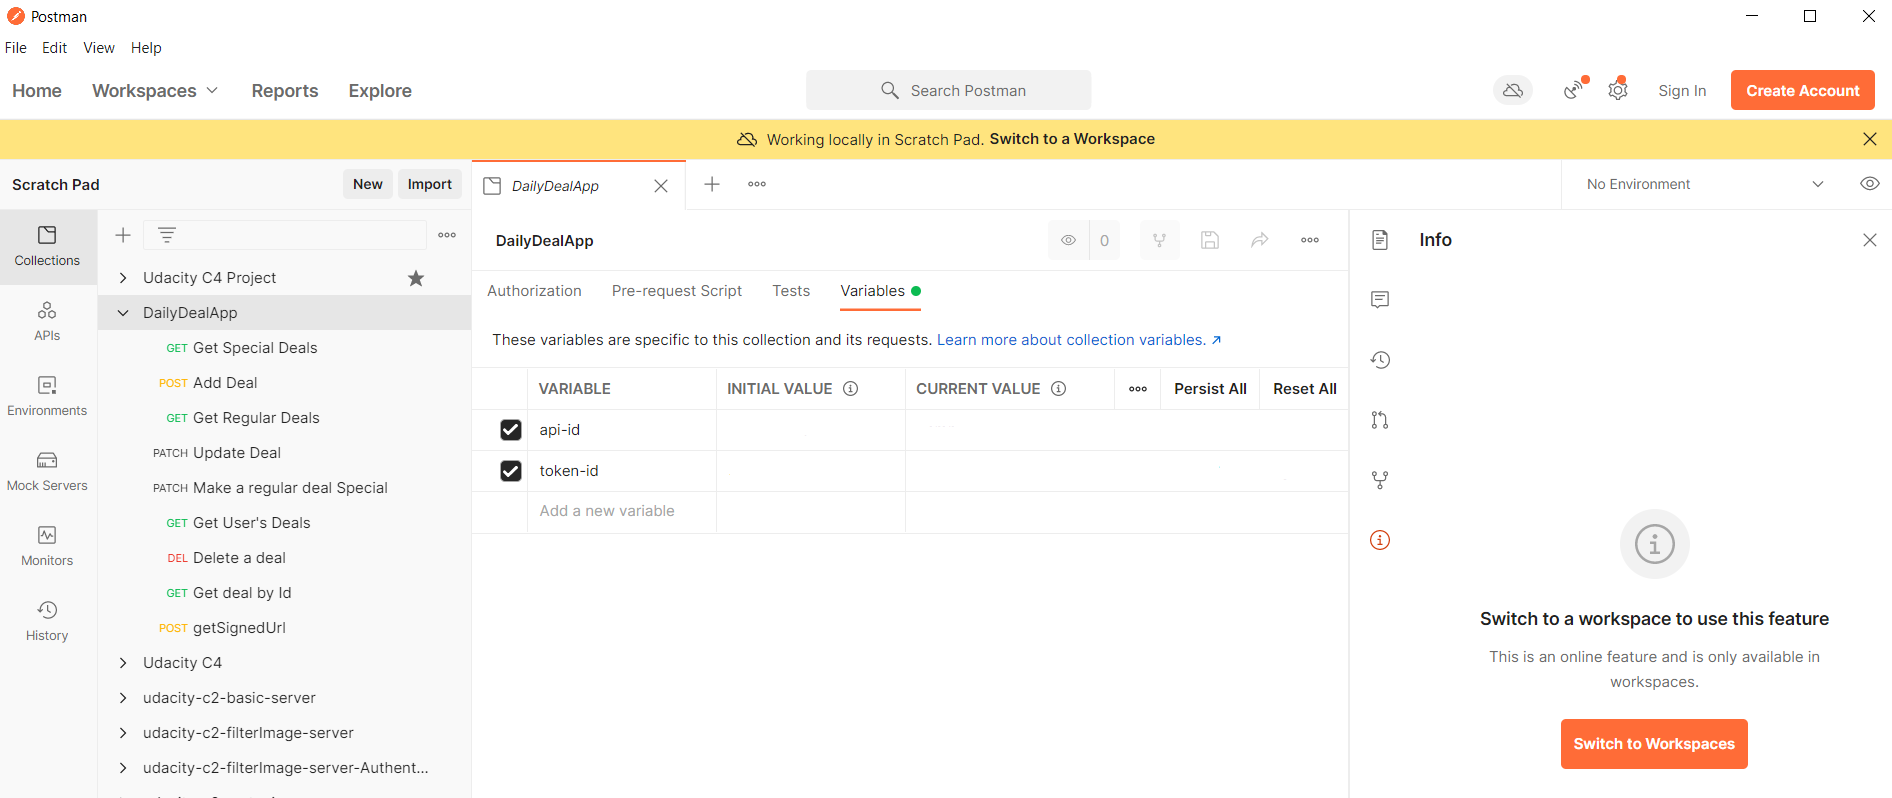 Postman
File Edit View Help
Home Workspaces Reports Explore Search Postman Sign In Create Account
Working locally in Scratch Pad. Switch to a Workspace
Scratch Pad New Import
DailyDealApp
No Environment
Collections
APIs
Environments
Mock Servers
Monitors
History
Udacity C4 Project
DailyDealApp
GET Get Special Deals
POST Add Deal
GET Get Regular Deals
PATCH Update Deal
PATCH Make a regular deal Special
GET Get User's Deals
DEL Delete a deal
GET Get deal by Id
POST getSignedUrl
Udacity C4
udacity-c2-basic-server
udacity-c2-filterImage-server
udacity-c2-filterImage-server-Authent...
DailyDealApp 0
Authorization Pre-request Script Tests Variables
These variables are specific to this collection and its requests. Learn more about collection variables. ↗
VARIABLE INITIAL VALUE CURRENT VALUE Persist All Reset All
api-id
token-id
Add a new variable
Info
Switch to a workspace to use this feature
This is an online feature and is only available in
workspaces.
Switch to Workspaces